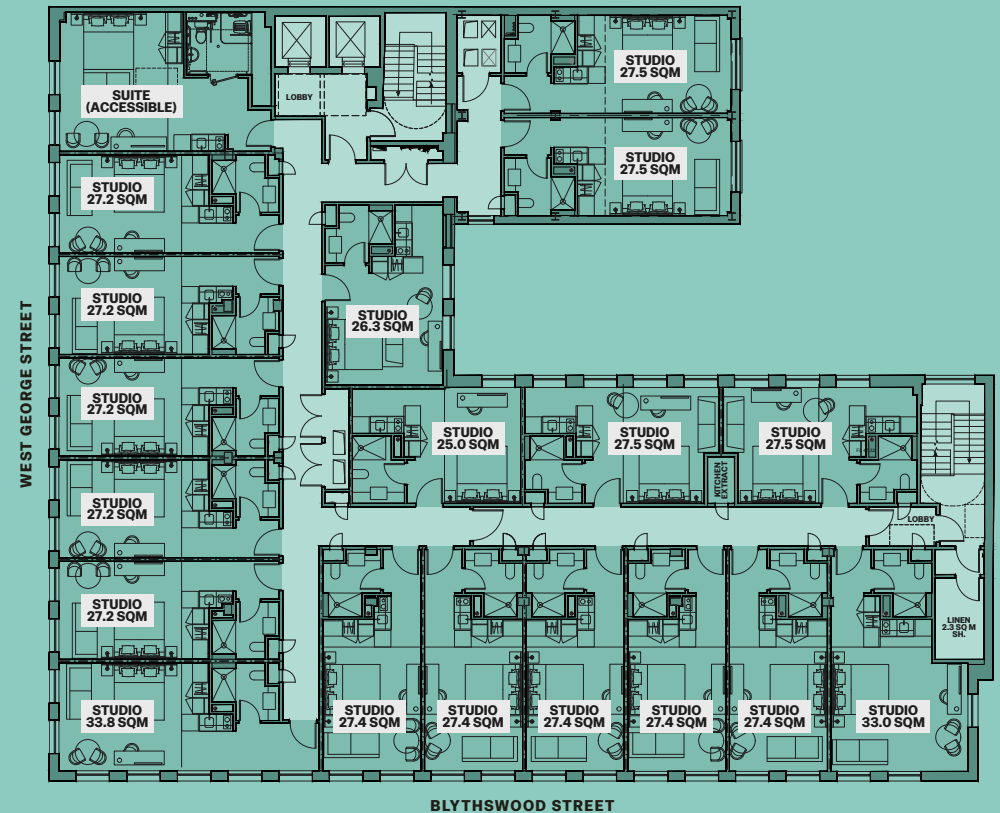 SUITE
(ACCESSIBLE)
LOBBY
STUDIO
27.5 SQM
STUDIO
27.5 SQM
STUDIO
27.2 SQM
STUDIO
27.2 SQM
STUDIO
26.3 SQM
WEST GEORGE STREET
STUDIO
27.2 SQM
STUDIO
25.0 SQM
STUDIO
27.5 SQM
STUDIO
27.5 SQM
KITCHEN
EXTRACT
STUDIO
27.2 SQM
LOBBY
STUDIO
27.2 SQM
LINEN
2.3 SQ M
SH.
STUDIO
33.8 SQM
STUDIO
27.4 SQM
STUDIO
27.4 SQM
STUDIO
27.4 SQM
STUDIO
27.4 SQM
STUDIO
27.4 SQM
STUDIO
33.0 SQM
BLYTHSWOOD STREET